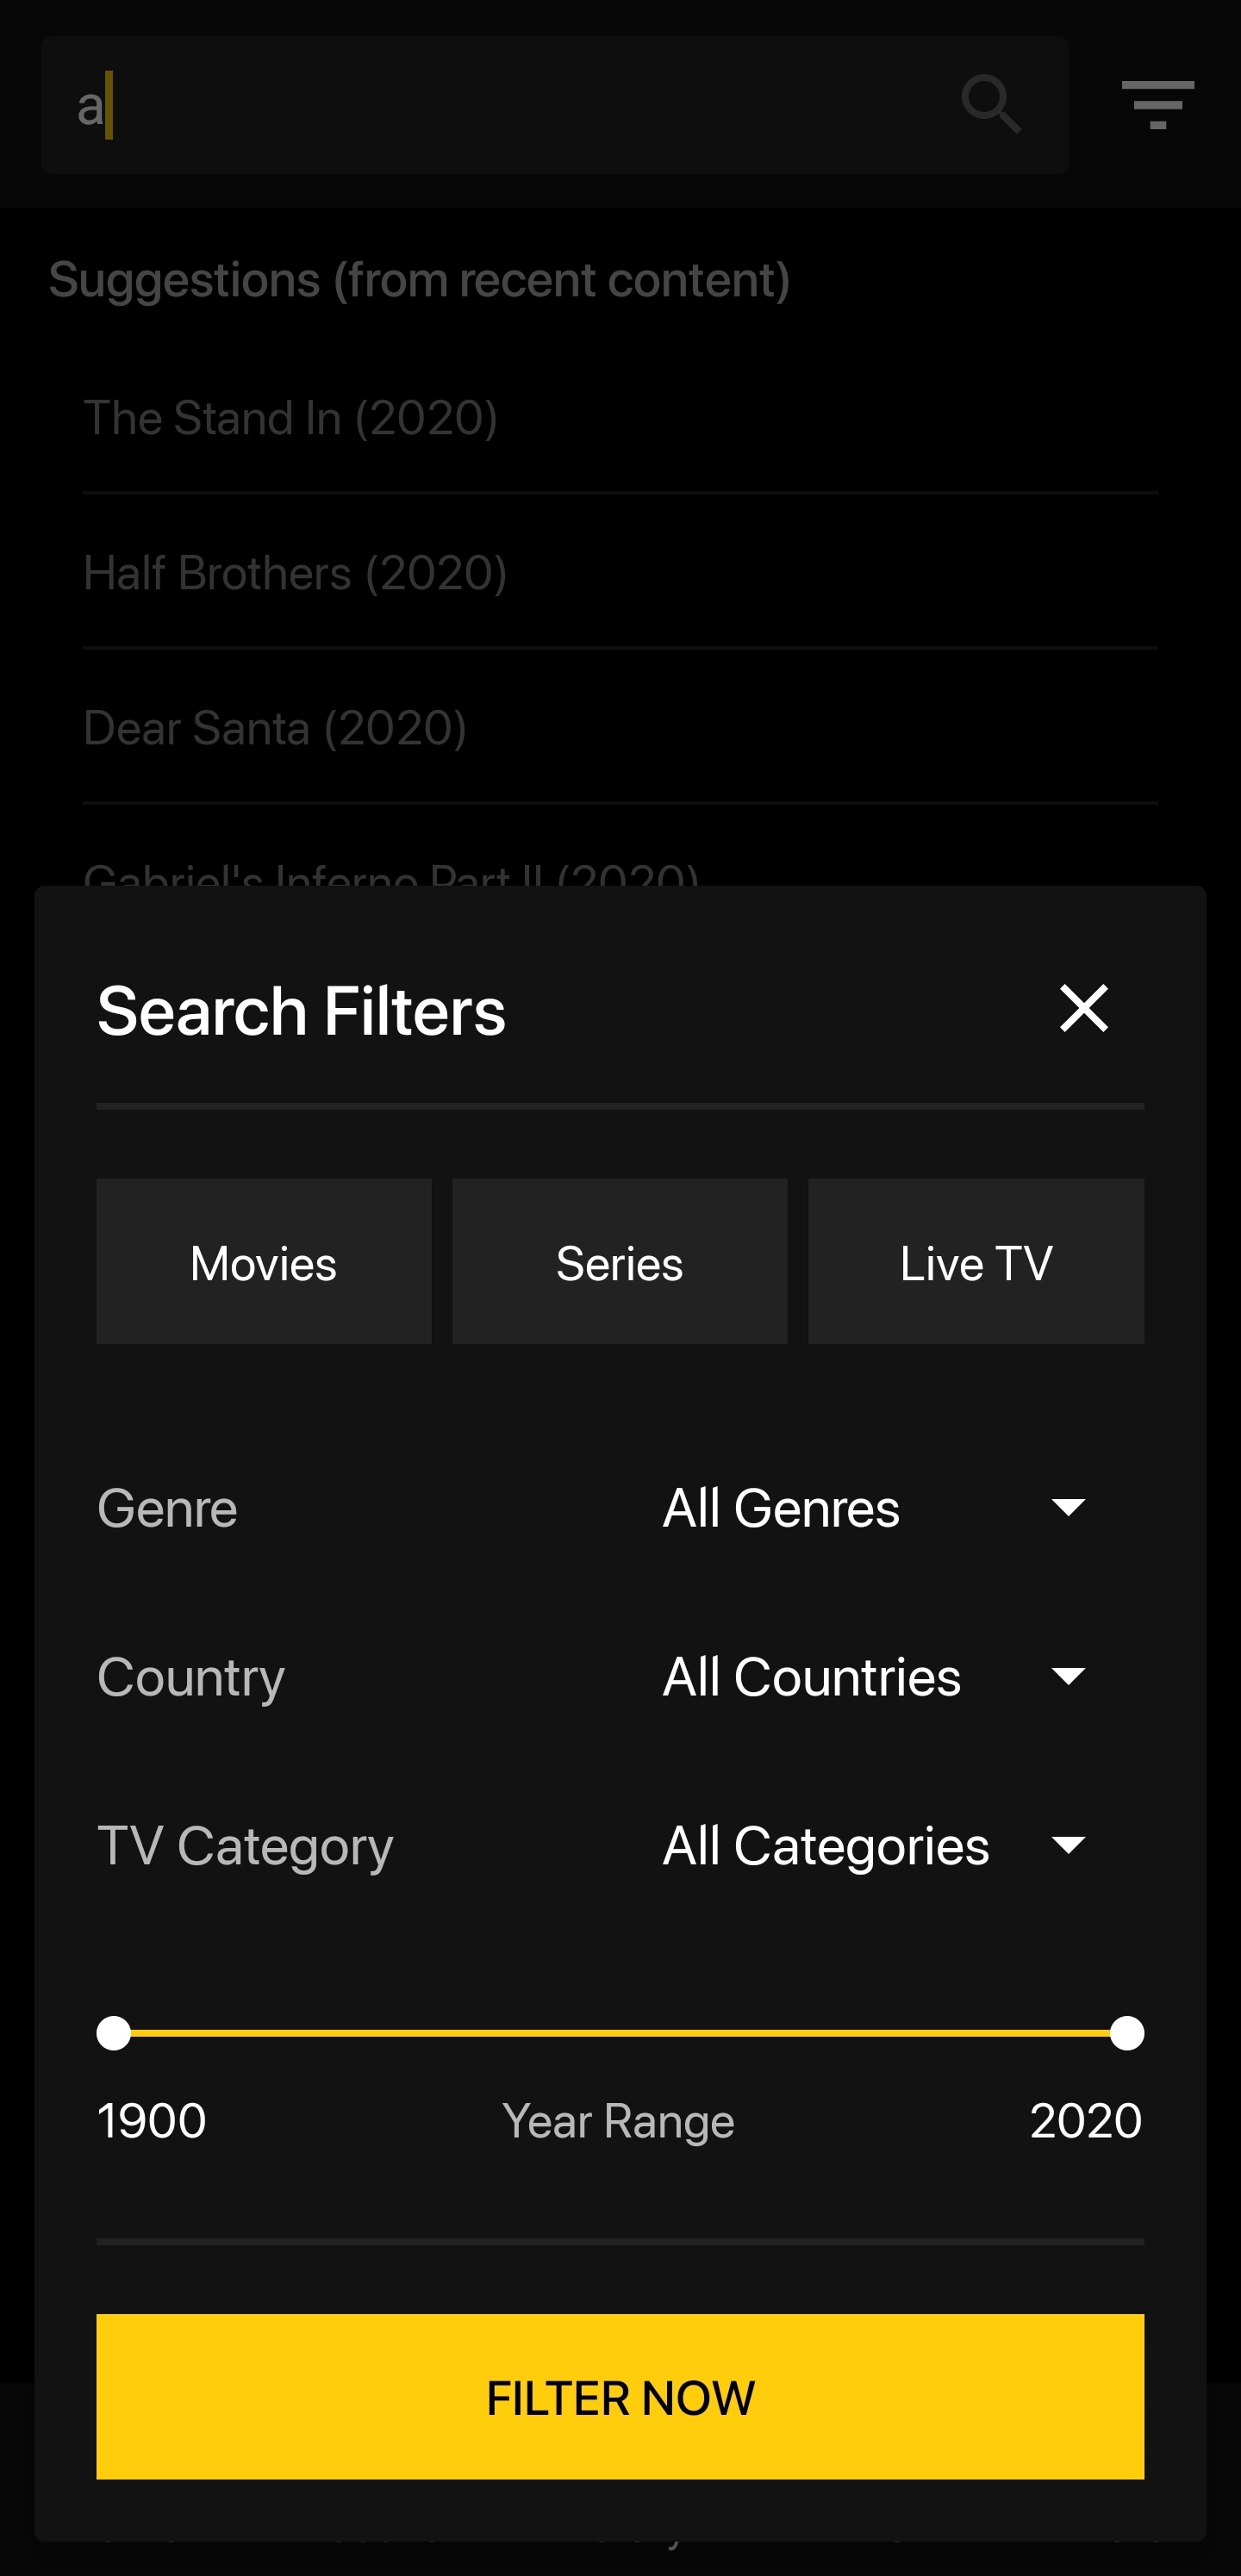 a
Suggestions (from recent content)
The Stand In (2020)
Half Brothers (2020)
Dear Santa (2020)
Gabriel's Inferno Part II (2020)
Search Filters
Movies
Series
Live TV
Genre
All Genres
Country
All Countries
TV Category
All Categories
1900
Year Range
2020
FILTER NOW